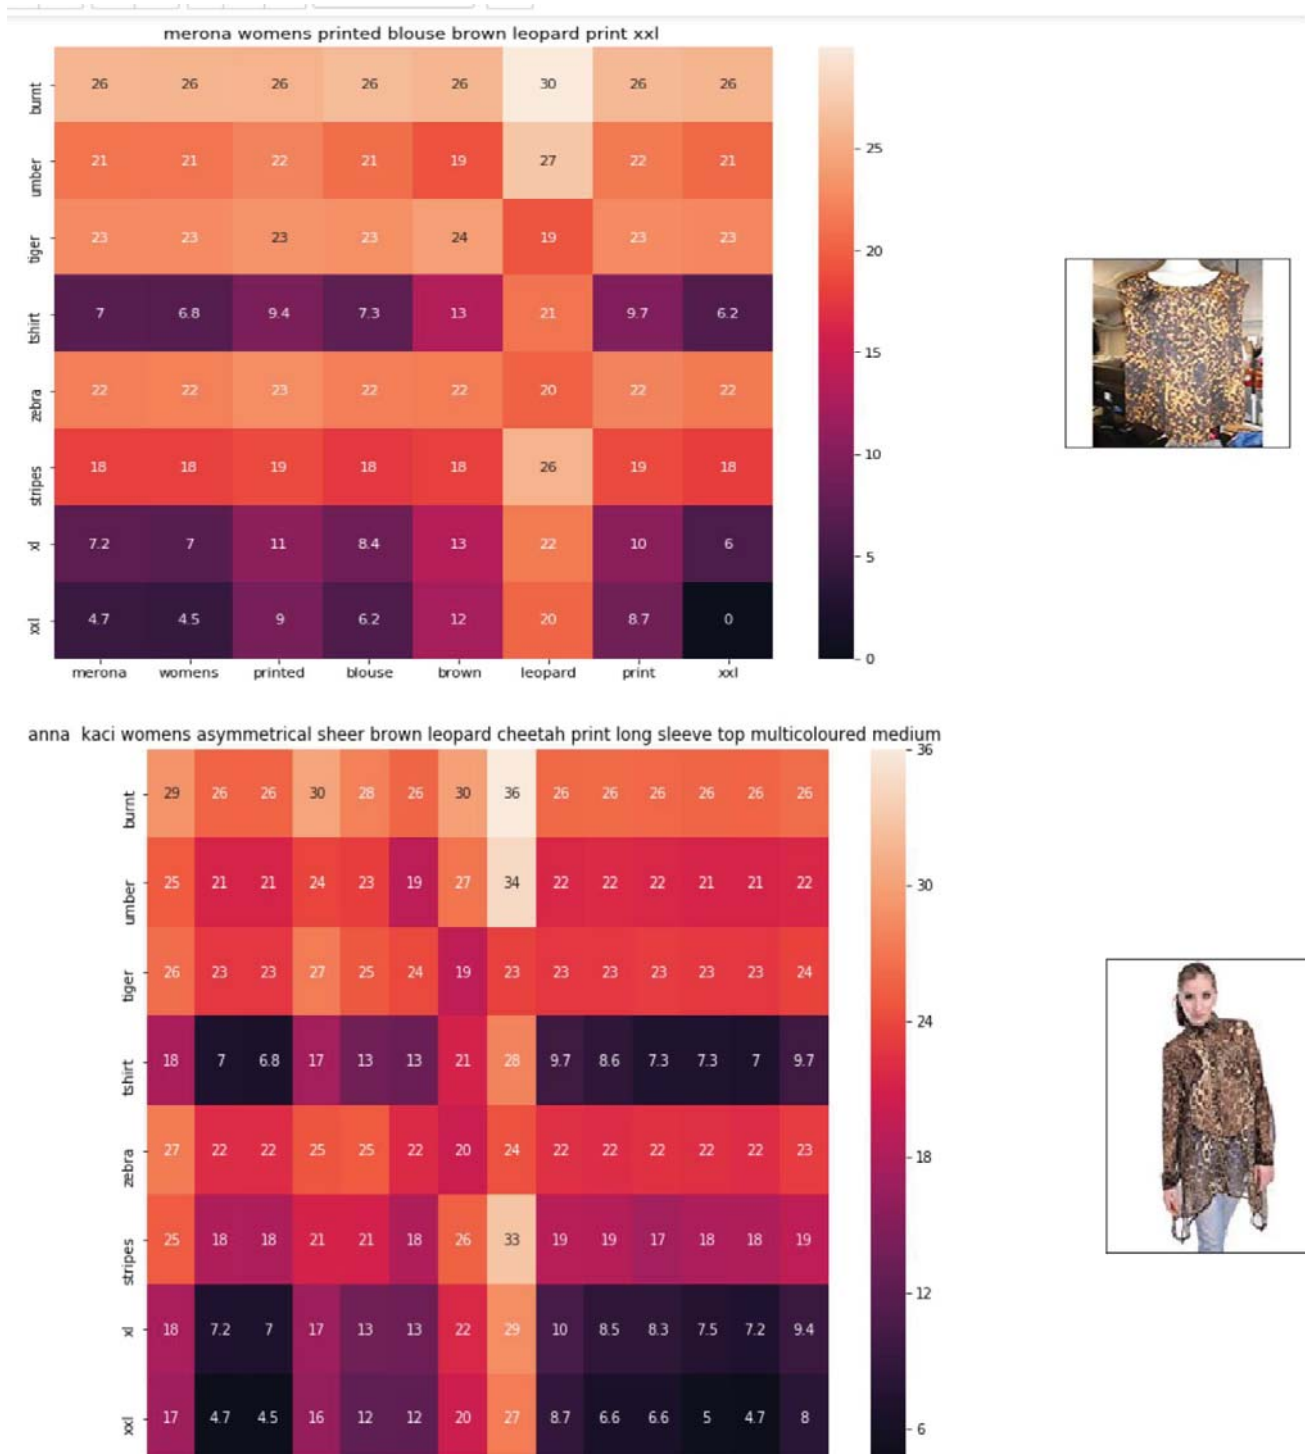 merona womens printed blouse brown leopard print xxl
burnt 26 26 26 26 26 30 26 26
umber 21 21 22 21 19 27 22 21
25
tiger 23 23 23 23 24 19 23 23
20
tshirt 7 6.8 9.4 7.3 13 21 9.7 6.2
15
zebra 22 22 23 22 22 20 22 22
10
stripes 18 18 19 18 18 26 19 18
xl 7.2 7 11 8.4 13 22 10 6
5
xxl 4.7 4.5 9 6.2 12 20 8.7 0
0
merona womens printed blouse brown leopard print xxl
anna kaci womens asymmetrical sheer brown leopard cheetah print long sleeve top multicoloured medium
36
burnt 29 26 26 30 28 26 30 36 26 26 26 26 26 26
umber 25 21 21 24 23 19 27 34 22 22 22 21 21 22
30
tiger 26 23 23 27 25 24 19 23 23 23 23 23 23 24
24
tshirt 18 7 6.8 17 13 13 21 28 9.7 8.6 7.3 7.3 7 9.7
zebra 27 22 22 25 25 22 20 24 22 22 22 22 22 23
18
stripes 25 18 18 21 21 18 26 33 19 19 17 18 18 19
12
xl 18 7.2 7 17 13 13 22 29 10 8.5 8.3 7.5 7.2 9.4
xxl 17 4.7 4.5 16 12 12 20 27 8.7 6.6 6.6 5 4.7 8
6